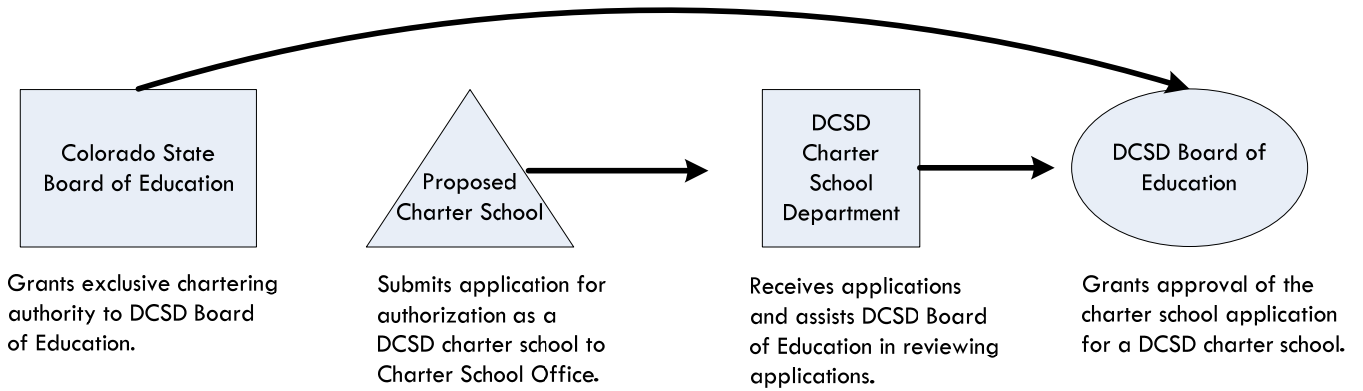 Colorado State
Board of Education
Proposed
Charter School
DCSD
Charter
School
Department
DCSD Board of
Education
Grants exclusive chartering
authority to DCSD Board
of Education.
Submits application for
authorization as a
DCSD charter school to
Charter School Office.
Receives applications
and assists DCSD Board
of Education in reviewing
applications.
Grants approval of the
charter school application
for a DCSD charter school.